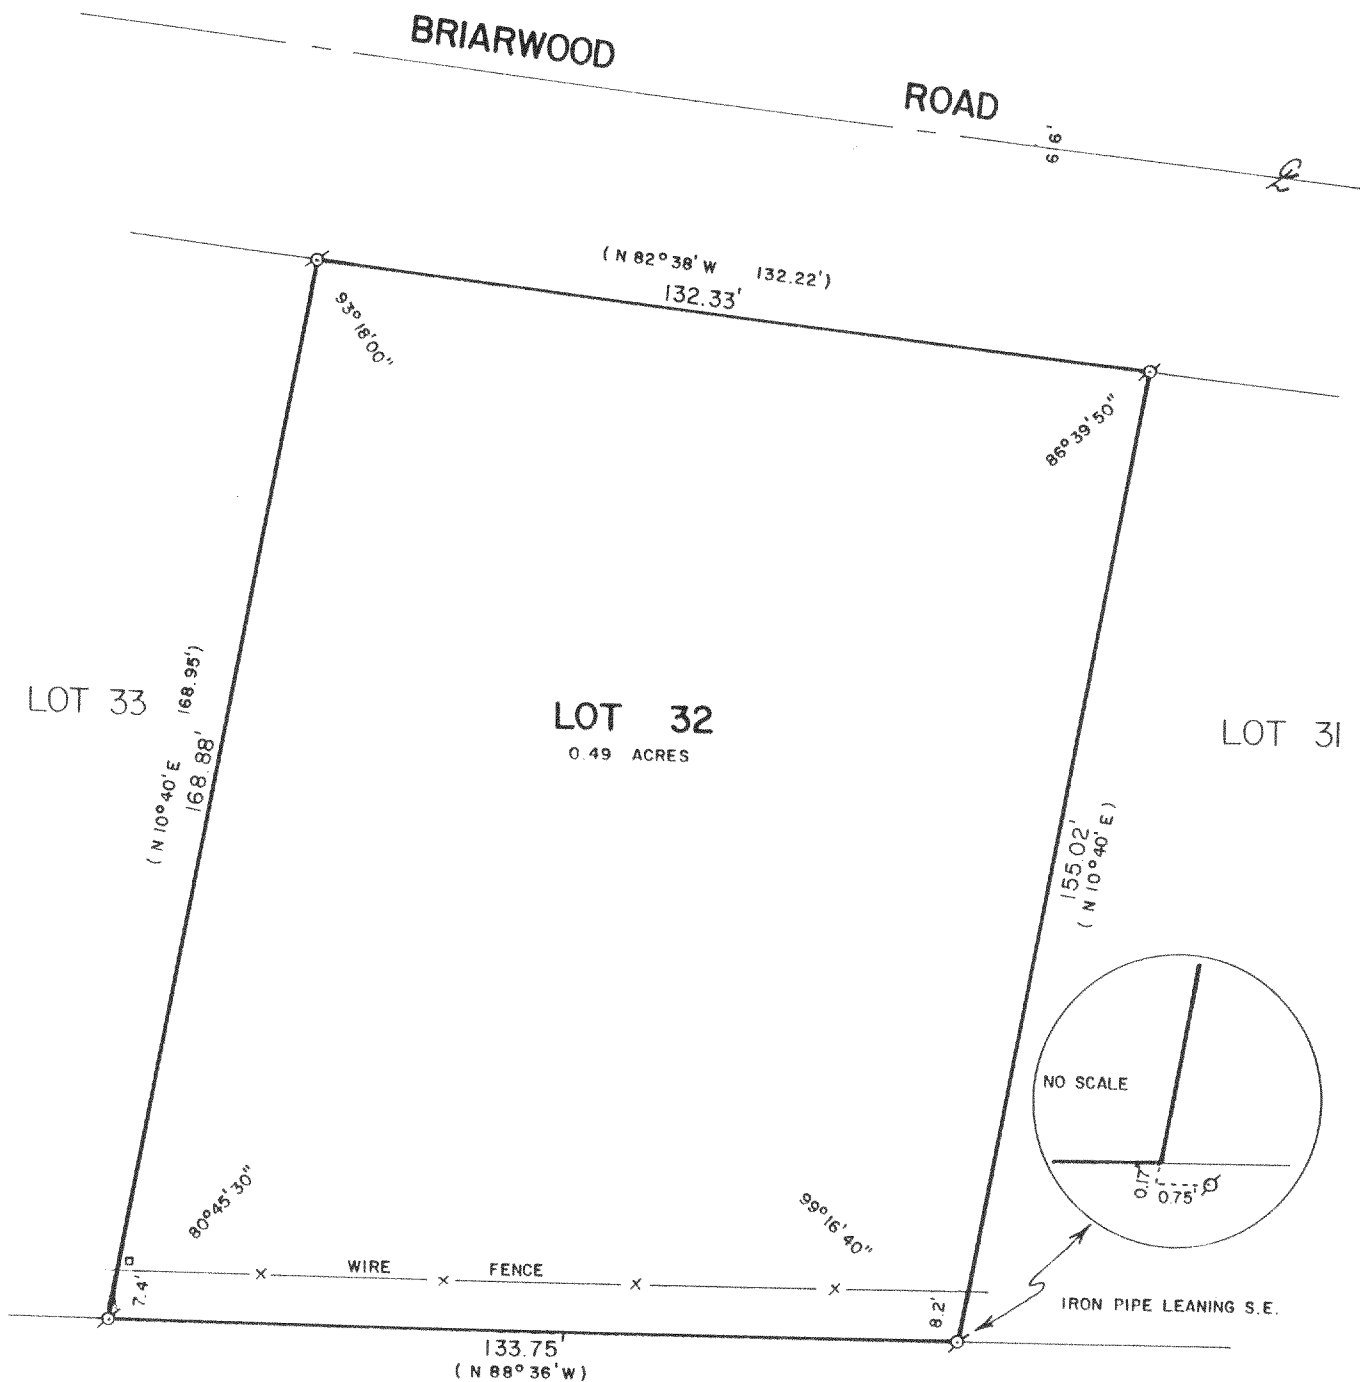 BRIARWOOD ROAD
66'
℄
( N 82° 38' W 132.22' )
132.33'
93° 18' 00"
86° 39' 50"
LOT 33
( N 10° 40' E 168.95' )
168.88'
LOT 32
0.49 ACRES
LOT 31
155.02'
( N 10° 40' E )
NO SCALE
0.17'
0.75'
80° 45' 30"
99° 16' 40"
WIRE FENCE
7.4'
8.2'
IRON PIPE LEANING S.E.
133.75'
( N 88° 36' W )